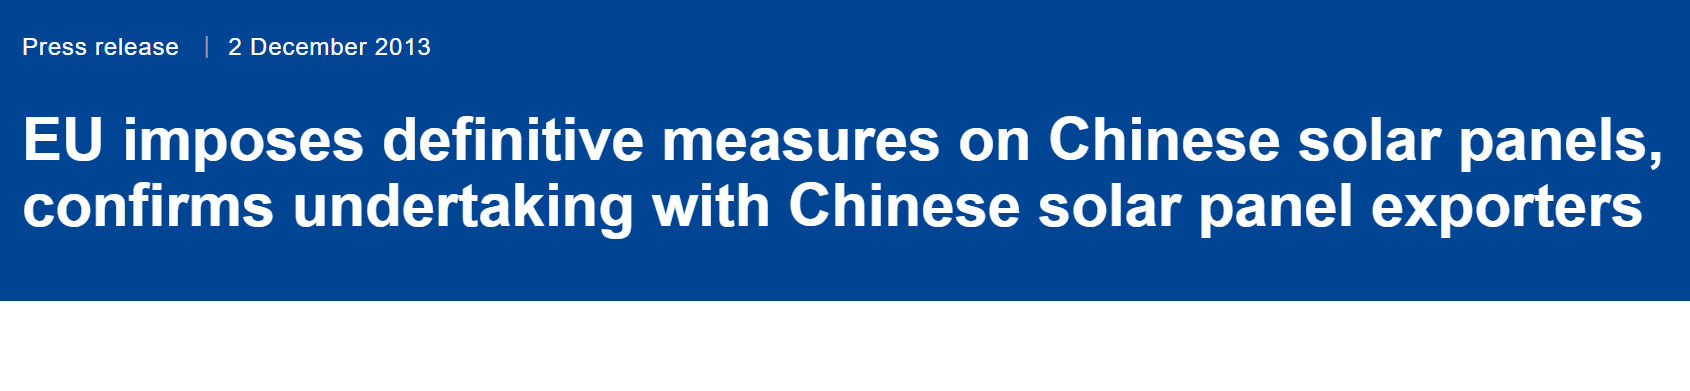 Press release | 2 December 2013
EU imposes definitive measures on Chinese solar panels,
confirms undertaking with Chinese solar panel exporters